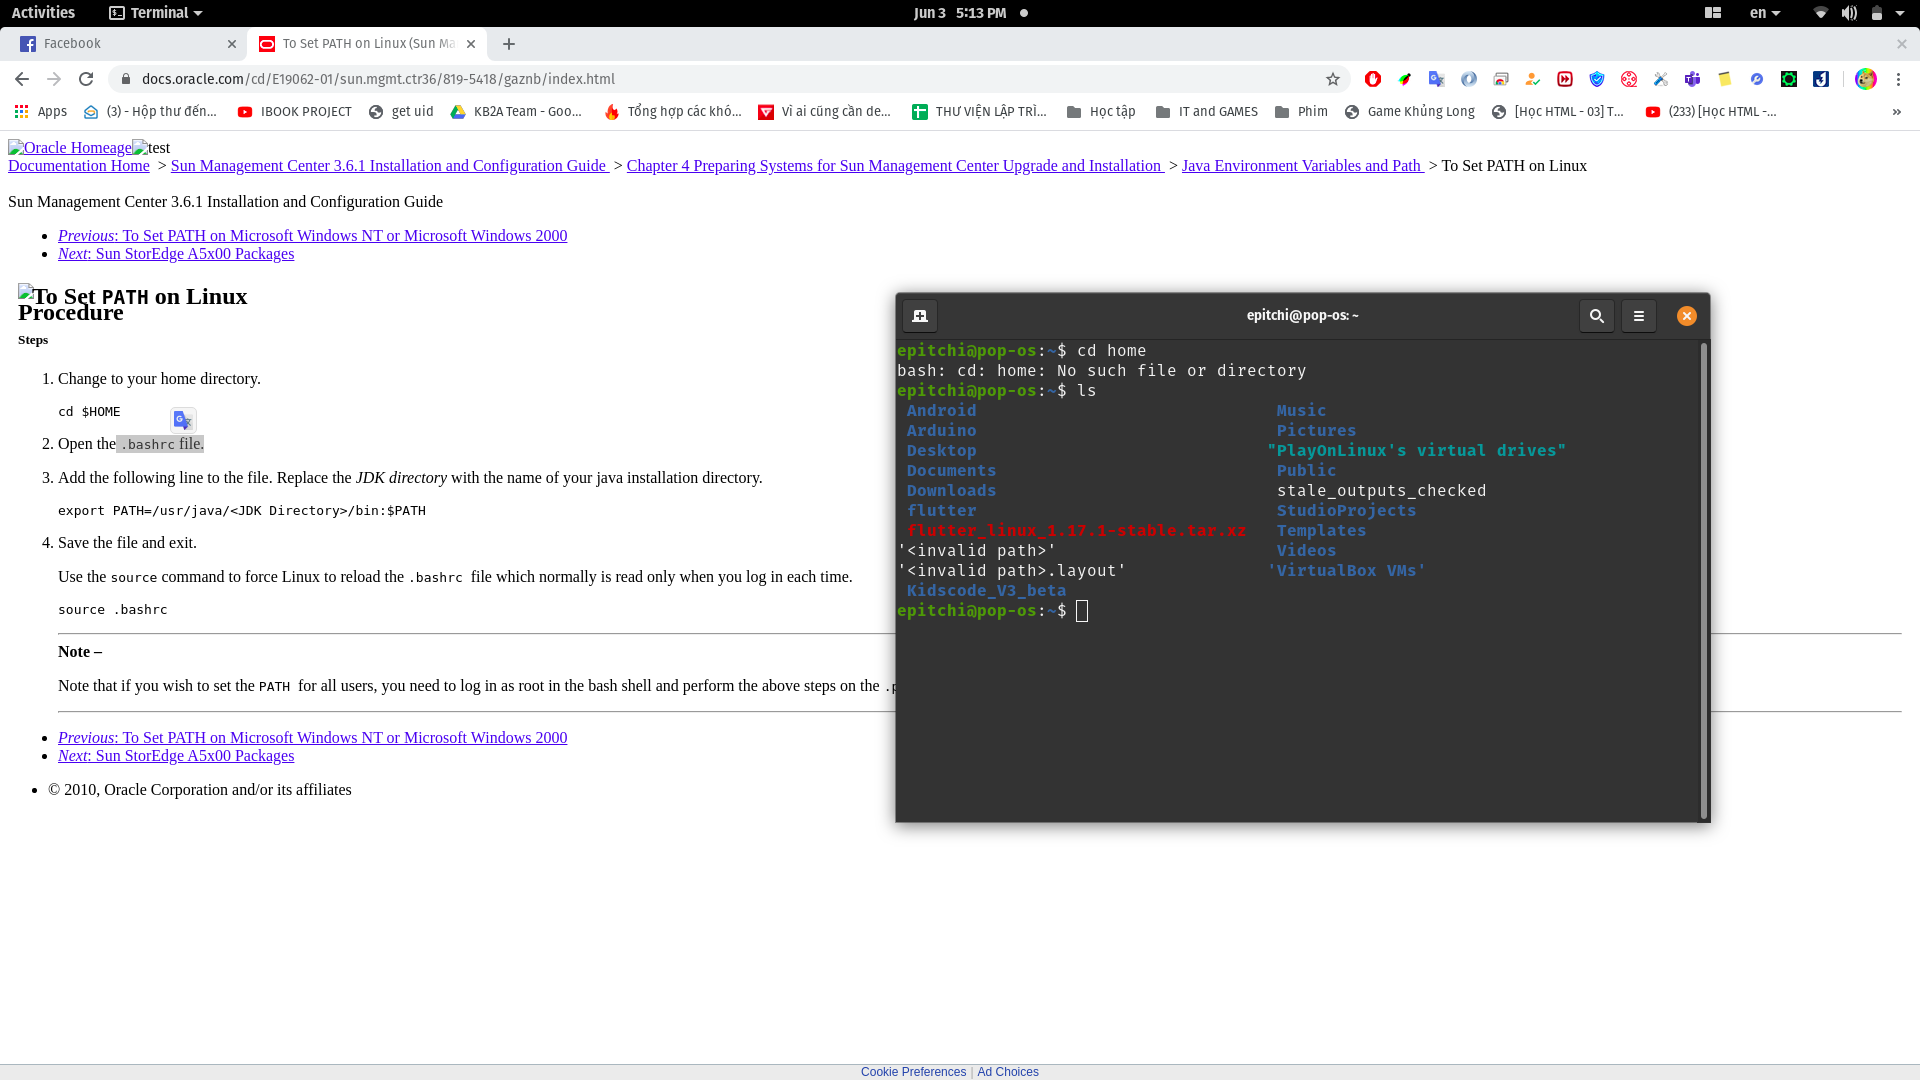 Activities Terminal Jun 3 5:13 PM en
Facebook To Set PATH on Linux (Sun Ma
docs.oracle.com/cd/E19062-01/sun.mgmt.ctr36/819-5418/gaznb/index.html
Apps (3) - Hộp thư đến... IBOOK PROJECT get uid KB2A Team - Goo... Tổng hợp các khó... Vì ai cũng cần de... THƯ VIỆN LẬP TRÌ... Học tập IT and GAMES Phim Game Khủng Long [Học HTML - 03] T... (233) [Học HTML -... »
Oracle Homeage test
Documentation Home > Sun Management Center 3.6.1 Installation and Configuration Guide > Chapter 4 Preparing Systems for Sun Management Center Upgrade and Installation > Java Environment Variables and Path > To Set PATH on Linux
Sun Management Center 3.6.1 Installation and Configuration Guide
Previous: To Set PATH on Microsoft Windows NT or Microsoft Windows 2000
Next: Sun StorEdge A5x00 Packages
To Set PATH on Linux
Procedure
Steps
1. Change to your home directory.
cd $HOME
2. Open the .bashrc file.
3. Add the following line to the file. Replace the JDK directory with the name of your java installation directory.
export PATH=/usr/java/<JDK Directory>/bin:$PATH
4. Save the file and exit.
Use the source command to force Linux to reload the .bashrc file which normally is read only when you log in each time.
source .bashrc
Note –
Note that if you wish to set the PATH for all users, you need to log in as root in the bash shell and perform the above steps on the .p
Previous: To Set PATH on Microsoft Windows NT or Microsoft Windows 2000
Next: Sun StorEdge A5x00 Packages
© 2010, Oracle Corporation and/or its affiliates
epitchi@pop-os: ~
epitchi@pop-os:~$ cd home
bash: cd: home: No such file or directory
epitchi@pop-os:~$ ls
Android Music
Arduino Pictures
Desktop "PlayOnLinux's virtual drives"
Documents Public
Downloads stale_outputs_checked
flutter StudioProjects
flutter_linux_1.17.1-stable.tar.xz Templates
'<invalid path>' Videos
'<invalid path>.layout' 'VirtualBox VMs'
Kidscode_V3_beta
epitchi@pop-os:~$
Cookie Preferences | Ad Choices